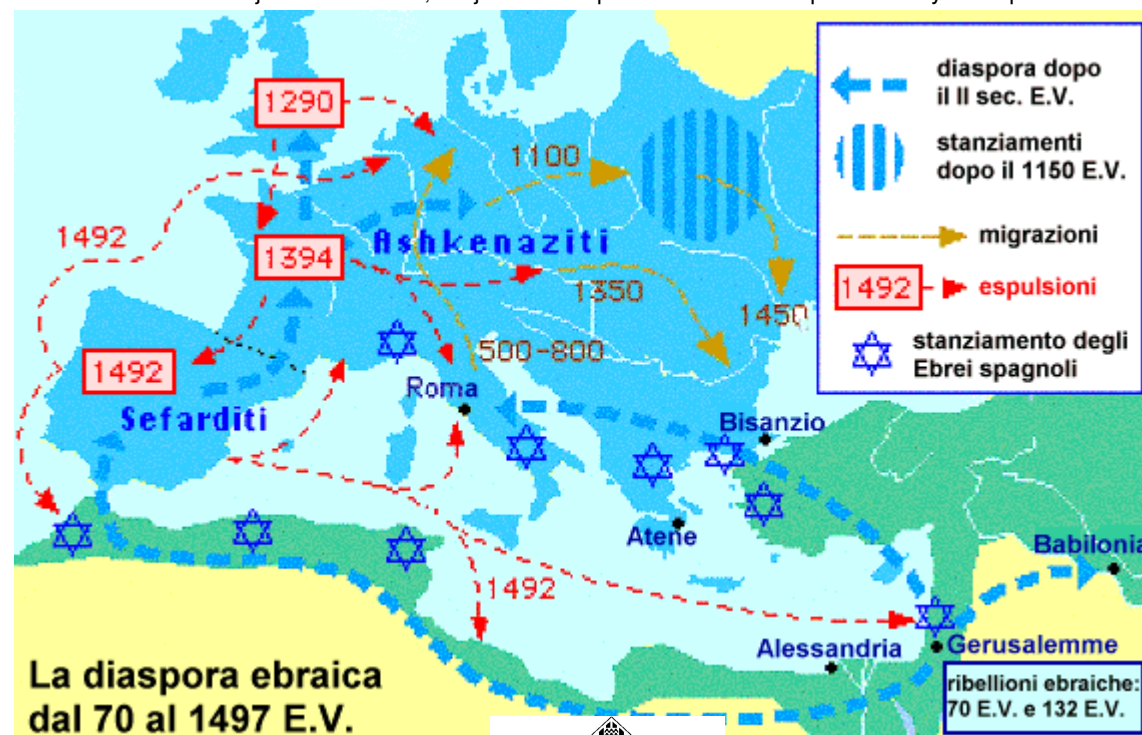 diaspora dopo
il II sec. E.V.
stanziamenti
dopo il 1150 E.V.
migrazioni
1492
espulsioni
stanziamento degli
Ebrei spagnoli
1290
1100
1492
Ashkenaziti
1394
1350
1450
500-800
1492
Roma
Sefarditi
Bisanzio
Atene
Babilonia
1492
Alessandria
Gerusalemme
La diaspora ebraica
dal 70 al 1497 E.V.
ribellioni ebraiche:
70 E.V. e 132 E.V.